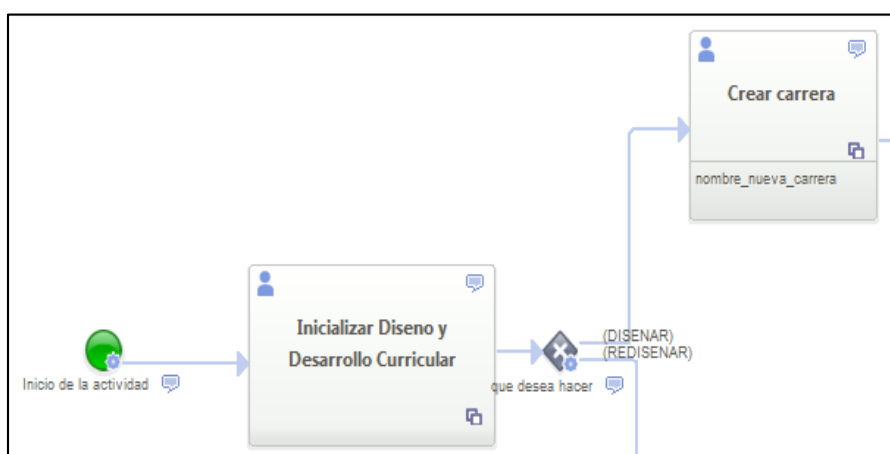 Crear carrera
nombre_nueva_carrera
Inicializar Diseno y
Desarrollo Curricular
(DISENAR)
(REDISENAR)
Inicio de la actividad
que desea hacer